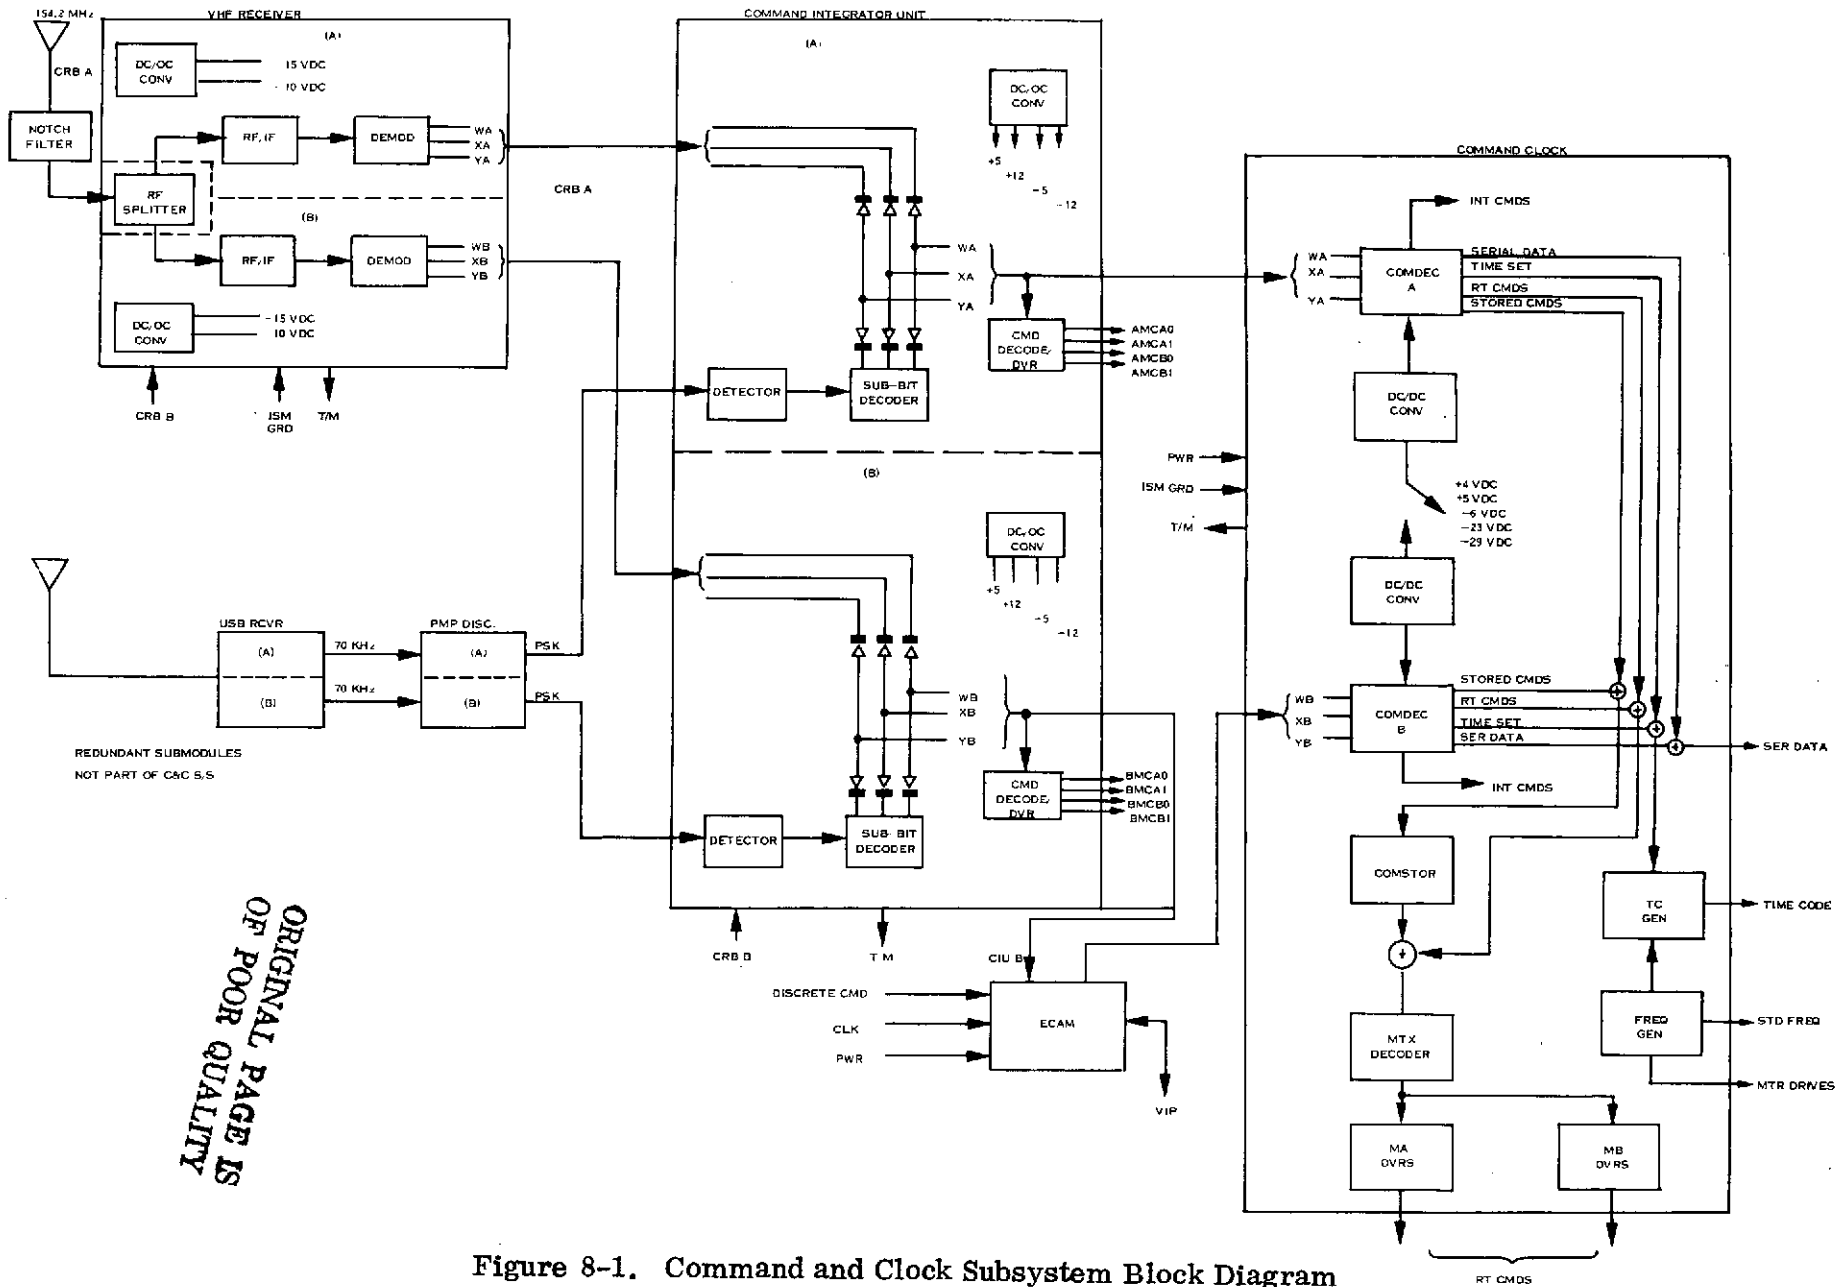 154.2 MHz
CRB A
NOTCH
FILTER
VHF RECEIVER
(A)
DC/DC
CONV
15 VDC
-10 VDC
RF/IF
DEMOD
WA
XA
YA
RF
SPLITTER
(B)
CRB A
RF/IF
DEMOD
WB
XB
YB
DC/DC
CONV
-15 VDC
10 VDC
CRB B
ISM
GRD
T/M
COMMAND INTEGRATOR UNIT
(A)
DC/DC
CONV
+5
+12
-5
-12
WA
XA
YA
CMD
DECODE/
DVR
AMCA0
AMCA1
AMCB0
AMCB1
DETECTOR
SUB-BIT
DECODER
(B)
DC/DC
CONV
+5
+12
-5
-12
WB
XB
YB
CMD
DECODE/
DVR
BMCA0
BMCA1
BMCB0
BMCB1
DETECTOR
SUB-BIT
DECODER
CRB B
T M
USB RCVR
(A)
(B)
70 KHz
70 KHz
PMP DISC.
(A)
(B)
PSK
PSK
REDUNDANT SUBMODULES
NOT PART OF C&C S/S
CIU B
DISCRETE CMD
CLK
PWR
ECAM
VIP
COMMAND CLOCK
INT CMDS
WA
XA
YA
COMDEC
A
SERIAL DATA
TIME SET
RT CMDS
STORED CMDS
DC/DC
CONV
PWR
ISM GRD
T/M
+4 VDC
+5 VDC
-6 VDC
-23 VDC
-29 VDC
DC/DC
CONV
WB
XB
YB
COMDEC
B
STORED CMDS
RT CMDS
TIME SET
SER DATA
SER DATA
INT CMDS
COMSTOR
+
TC
GEN
TIME CODE
MTX
DECODER
FREQ
GEN
STD FREQ
MTR DRIVES
MA
DVRS
MB
DVRS
RT CMDS
ORIGINAL PAGE IS
OF POOR QUALITY
Figure 8-1. Command and Clock Subsystem Block Diagram